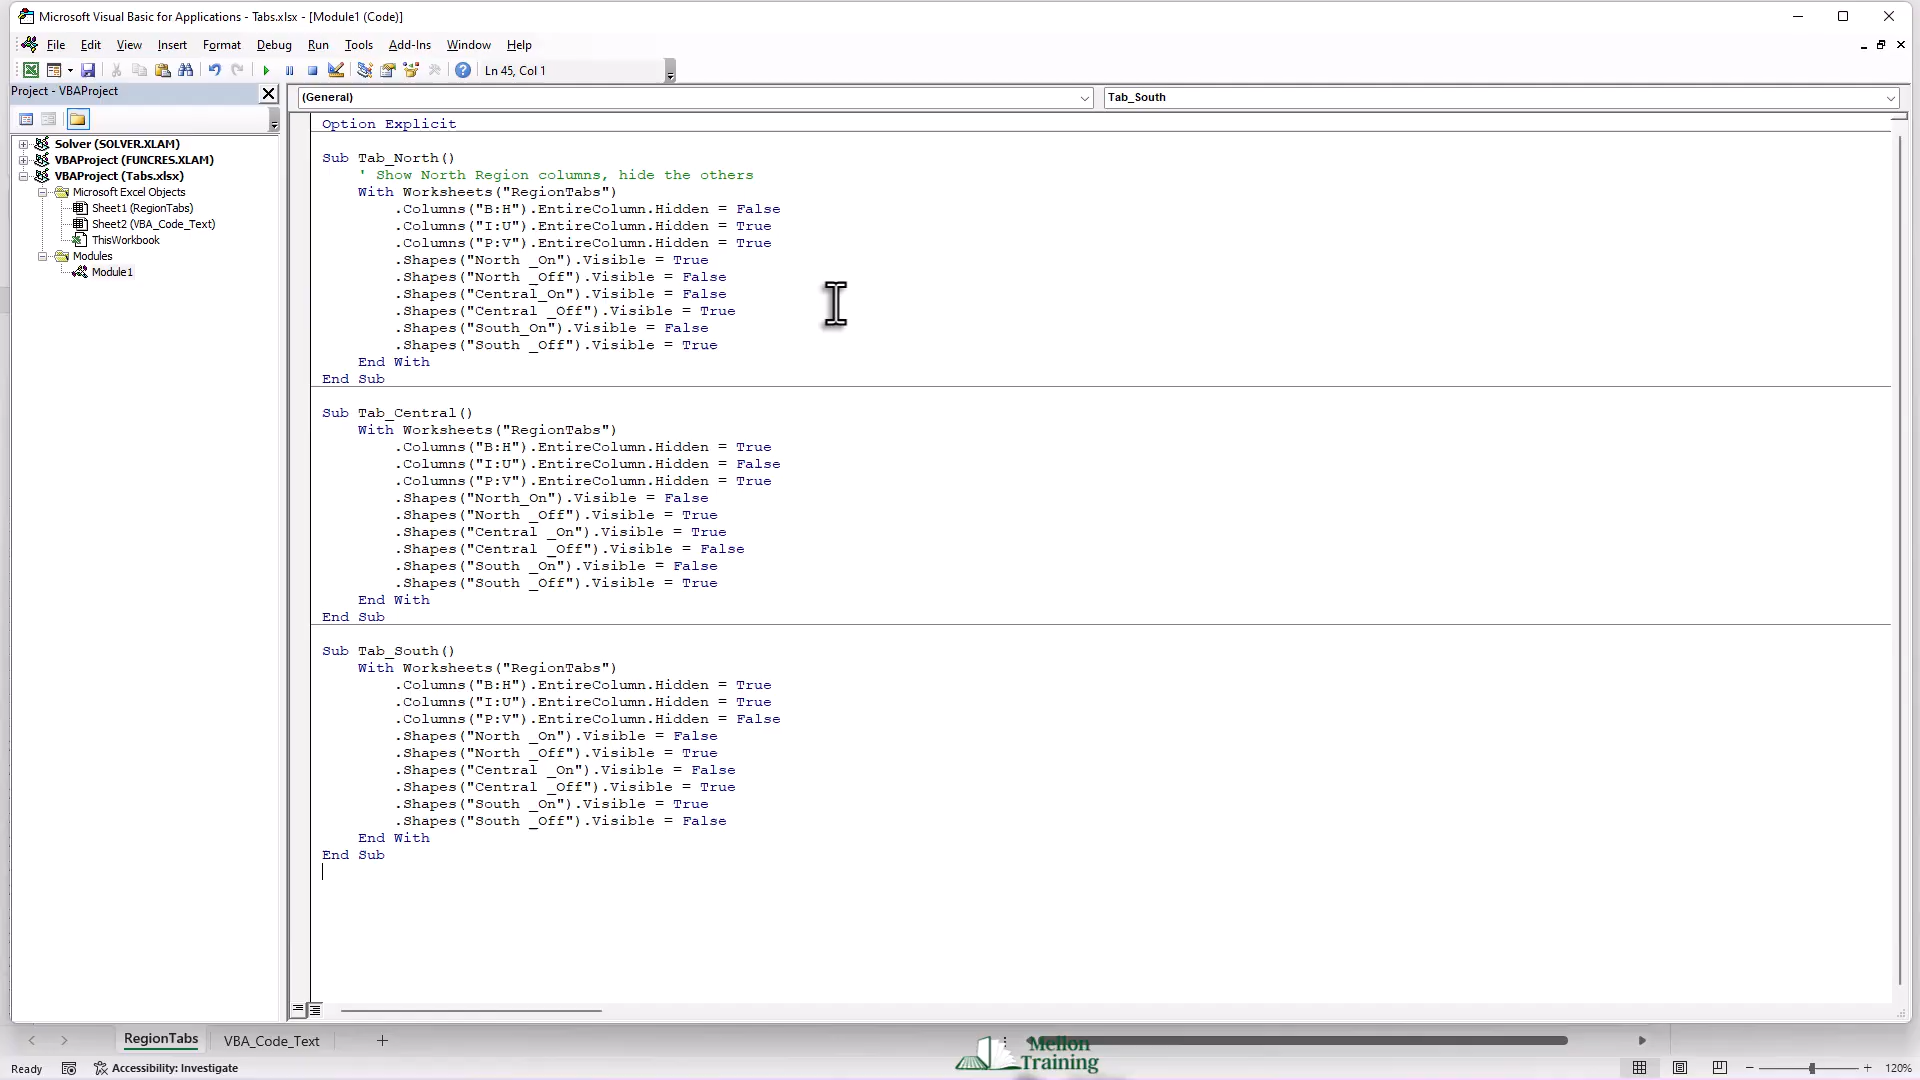 Microsoft Visual Basic for Applications - Tabs.xlsx - [Module1 (Code)]
File Edit View Insert Format Debug Run Tools Add-Ins Window Help
Ln 45, Col 1
Project - VBAProject
(General)
Tab_South
Solver (SOLVER.XLAM)
VBAProject (FUNCRES.XLAM)
VBAProject (Tabs.xlsx)
Microsoft Excel Objects
Sheet1 (RegionTabs)
Sheet2 (VBA_Code_Text)
ThisWorkbook
Modules
Module1
Option Explicit
Sub Tab_North()
' Show North Region columns, hide the others
With Worksheets("RegionTabs")
.Columns("B:H").EntireColumn.Hidden = False
.Columns("I:U").EntireColumn.Hidden = True
.Columns("P:V").EntireColumn.Hidden = True
.Shapes("North _On").Visible = True
.Shapes("North _Off").Visible = False
.Shapes("Central_On").Visible = False
.Shapes("Central _Off").Visible = True
.Shapes("South_On").Visible = False
.Shapes("South _Off").Visible = True
End With
End Sub
Sub Tab_Central()
With Worksheets("RegionTabs")
.Columns("B:H").EntireColumn.Hidden = True
.Columns("I:U").EntireColumn.Hidden = False
.Columns("P:V").EntireColumn.Hidden = True
.Shapes("North_On").Visible = False
.Shapes("North _Off").Visible = True
.Shapes("Central _On").Visible = True
.Shapes("Central _Off").Visible = False
.Shapes("South _On").Visible = False
.Shapes("South _Off").Visible = True
End With
End Sub
Sub Tab_South()
With Worksheets("RegionTabs")
.Columns("B:H").EntireColumn.Hidden = True
.Columns("I:U").EntireColumn.Hidden = True
.Columns("P:V").EntireColumn.Hidden = False
.Shapes("North _On").Visible = False
.Shapes("North _Off").Visible = True
.Shapes("Central _On").Visible = False
.Shapes("Central _Off").Visible = True
.Shapes("South _On").Visible = True
.Shapes("South _Off").Visible = False
End With
End Sub
RegionTabs VBA_Code_Text
Mellon
Training
Ready Accessibility: Investigate 120%